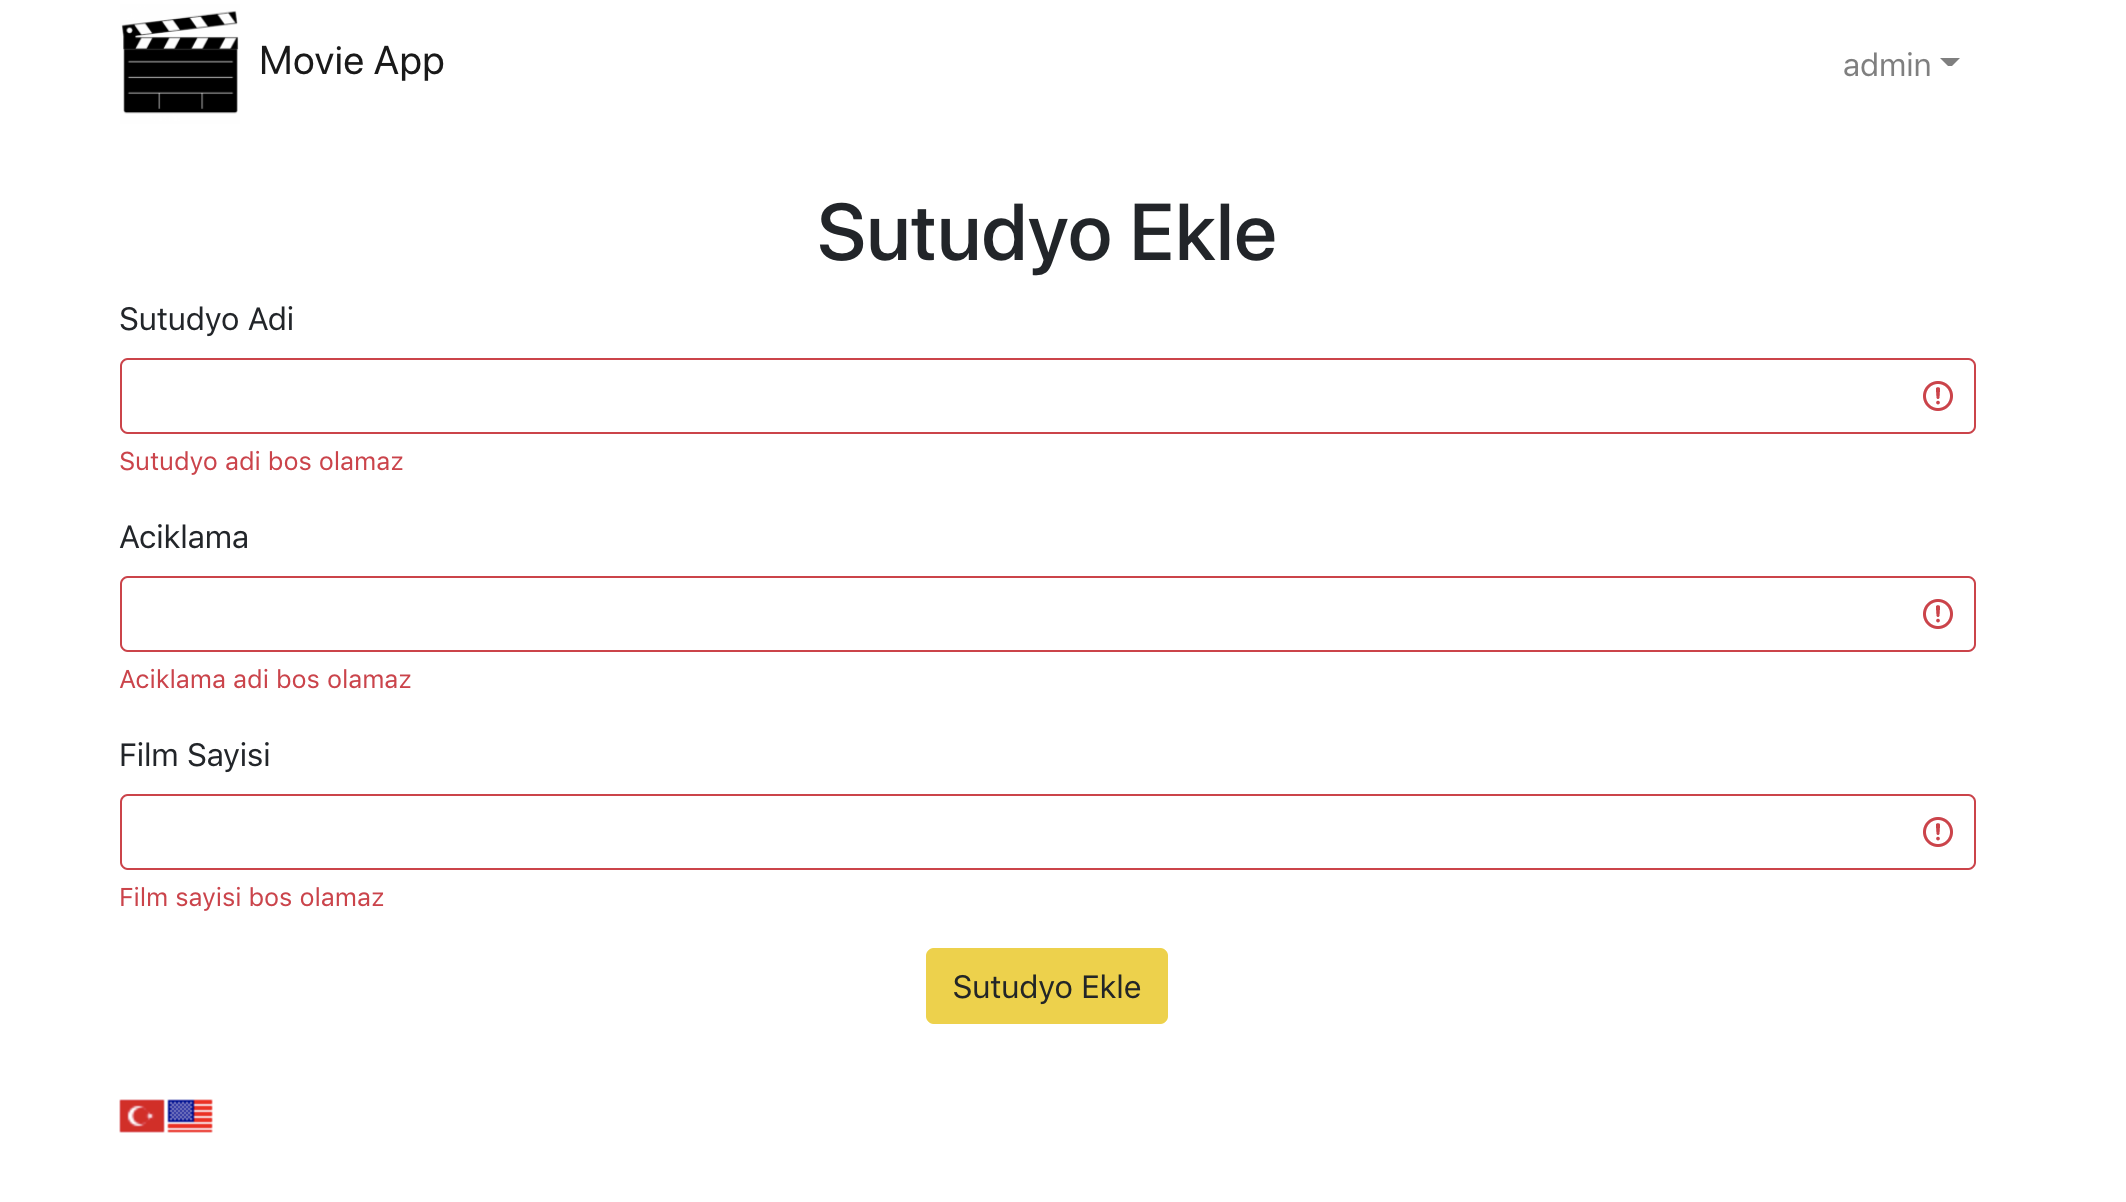 Movie App
admin
Sutudyo Ekle
Sutudyo Adi
Sutudyo adi bos olamaz
Aciklama
Aciklama adi bos olamaz
Film Sayisi
Film sayisi bos olamaz
Sutudyo Ekle